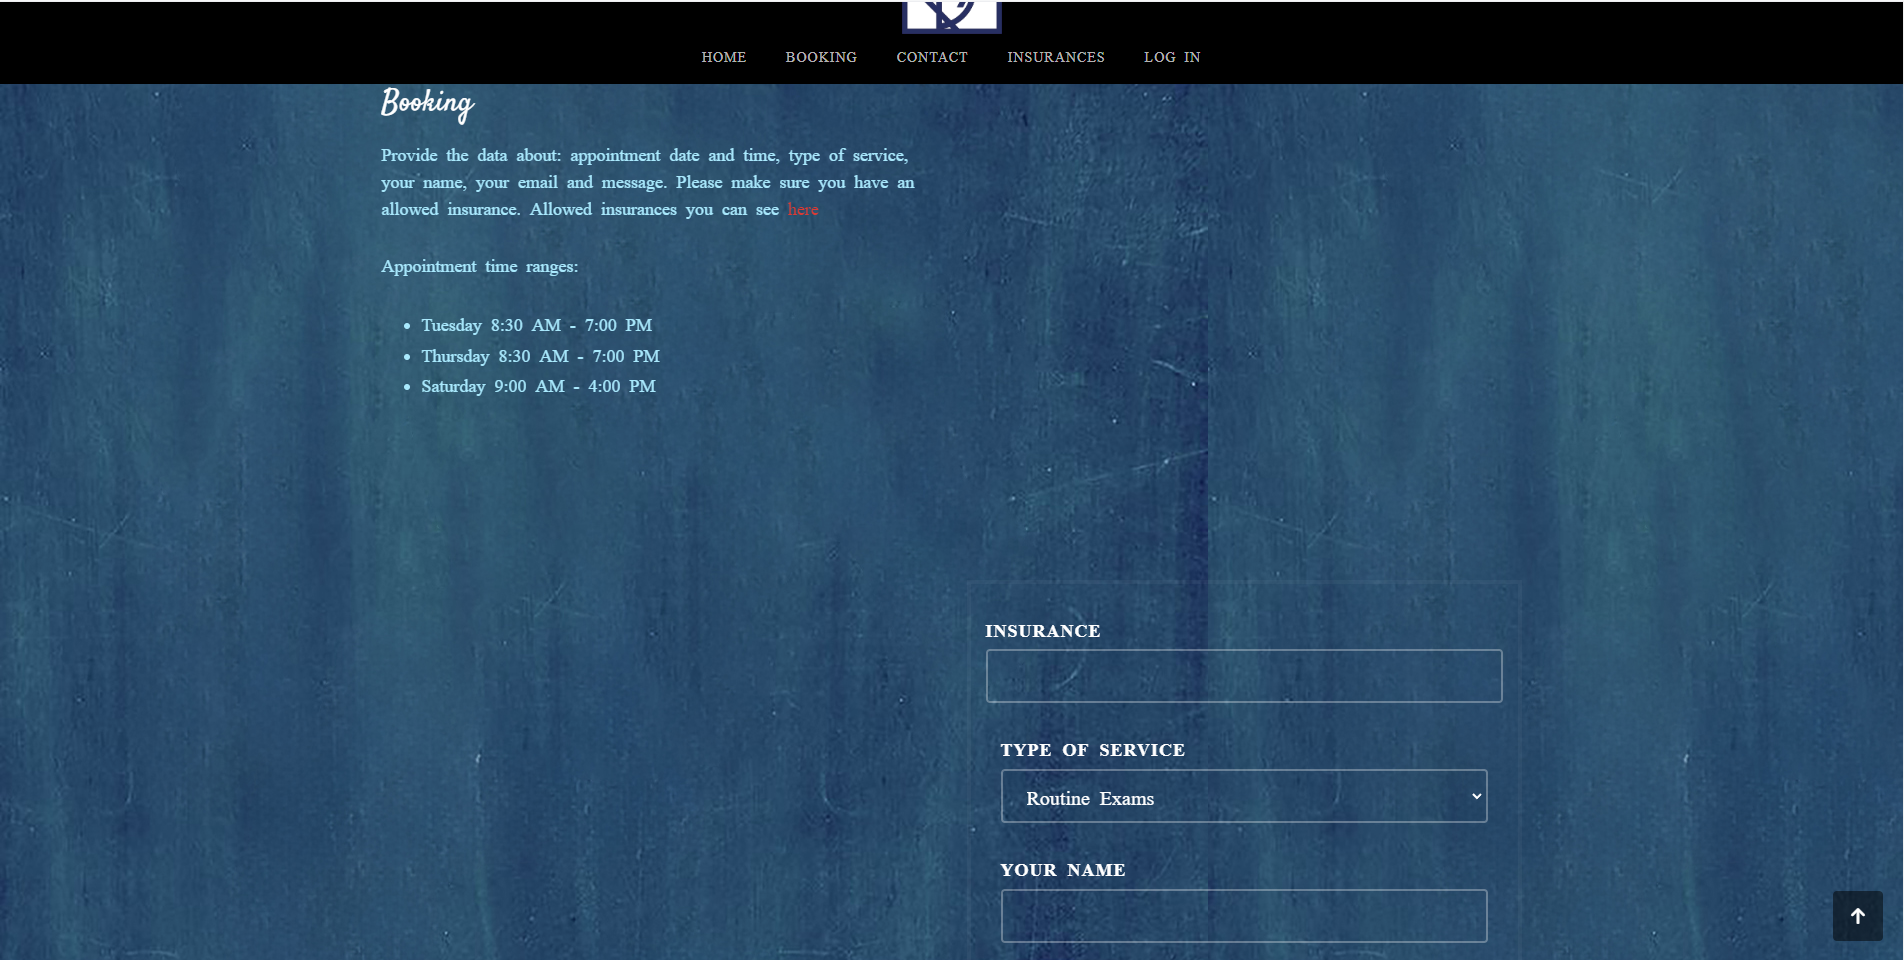 HOME BOOKING CONTACT INSURANCES LOG IN
Booking
Provide the data about: appointment date and time, type of service,
your name, your email and message. Please make sure you have an
allowed insurance. Allowed insurances you can see here
Appointment time ranges:
Tuesday 8:30 AM - 7:00 PM
Thursday 8:30 AM - 7:00 PM
Saturday 9:00 AM - 4:00 PM
INSURANCE
TYPE OF SERVICE
Routine Exams
YOUR NAME